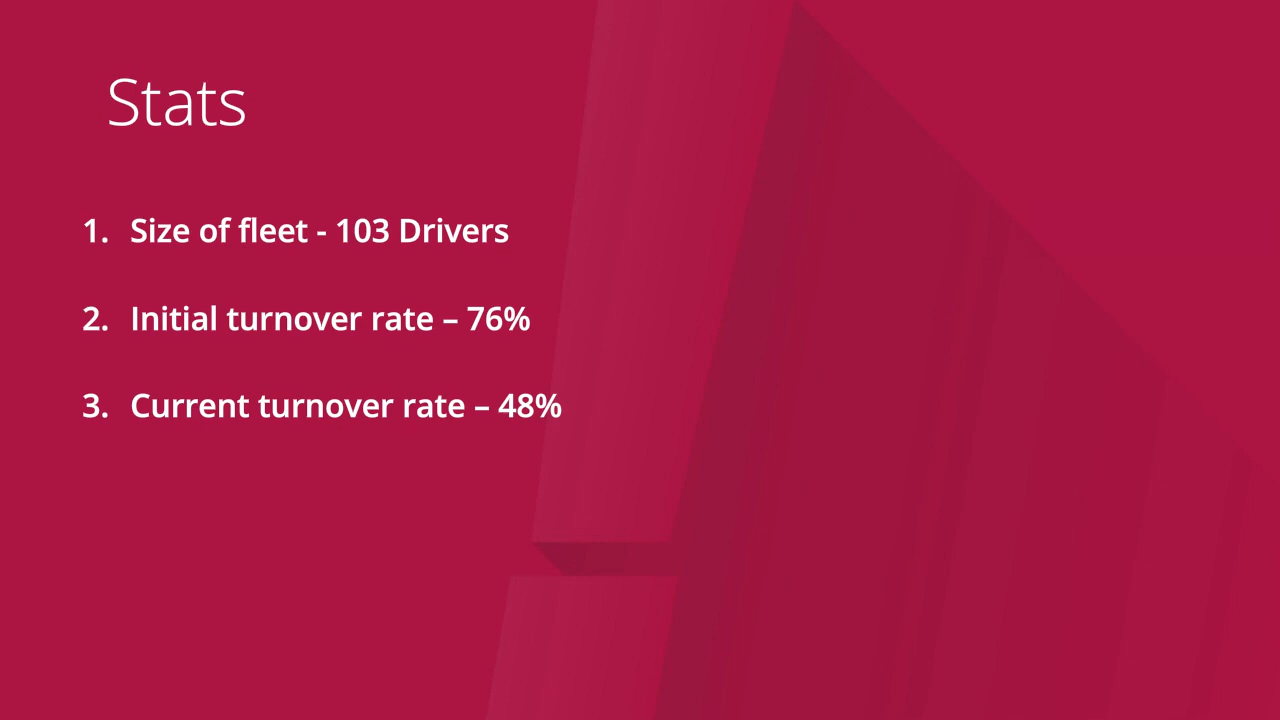 Stats
1. Size of fleet - 103 Drivers
2. Initial turnover rate – 76%
3. Current turnover rate – 48%